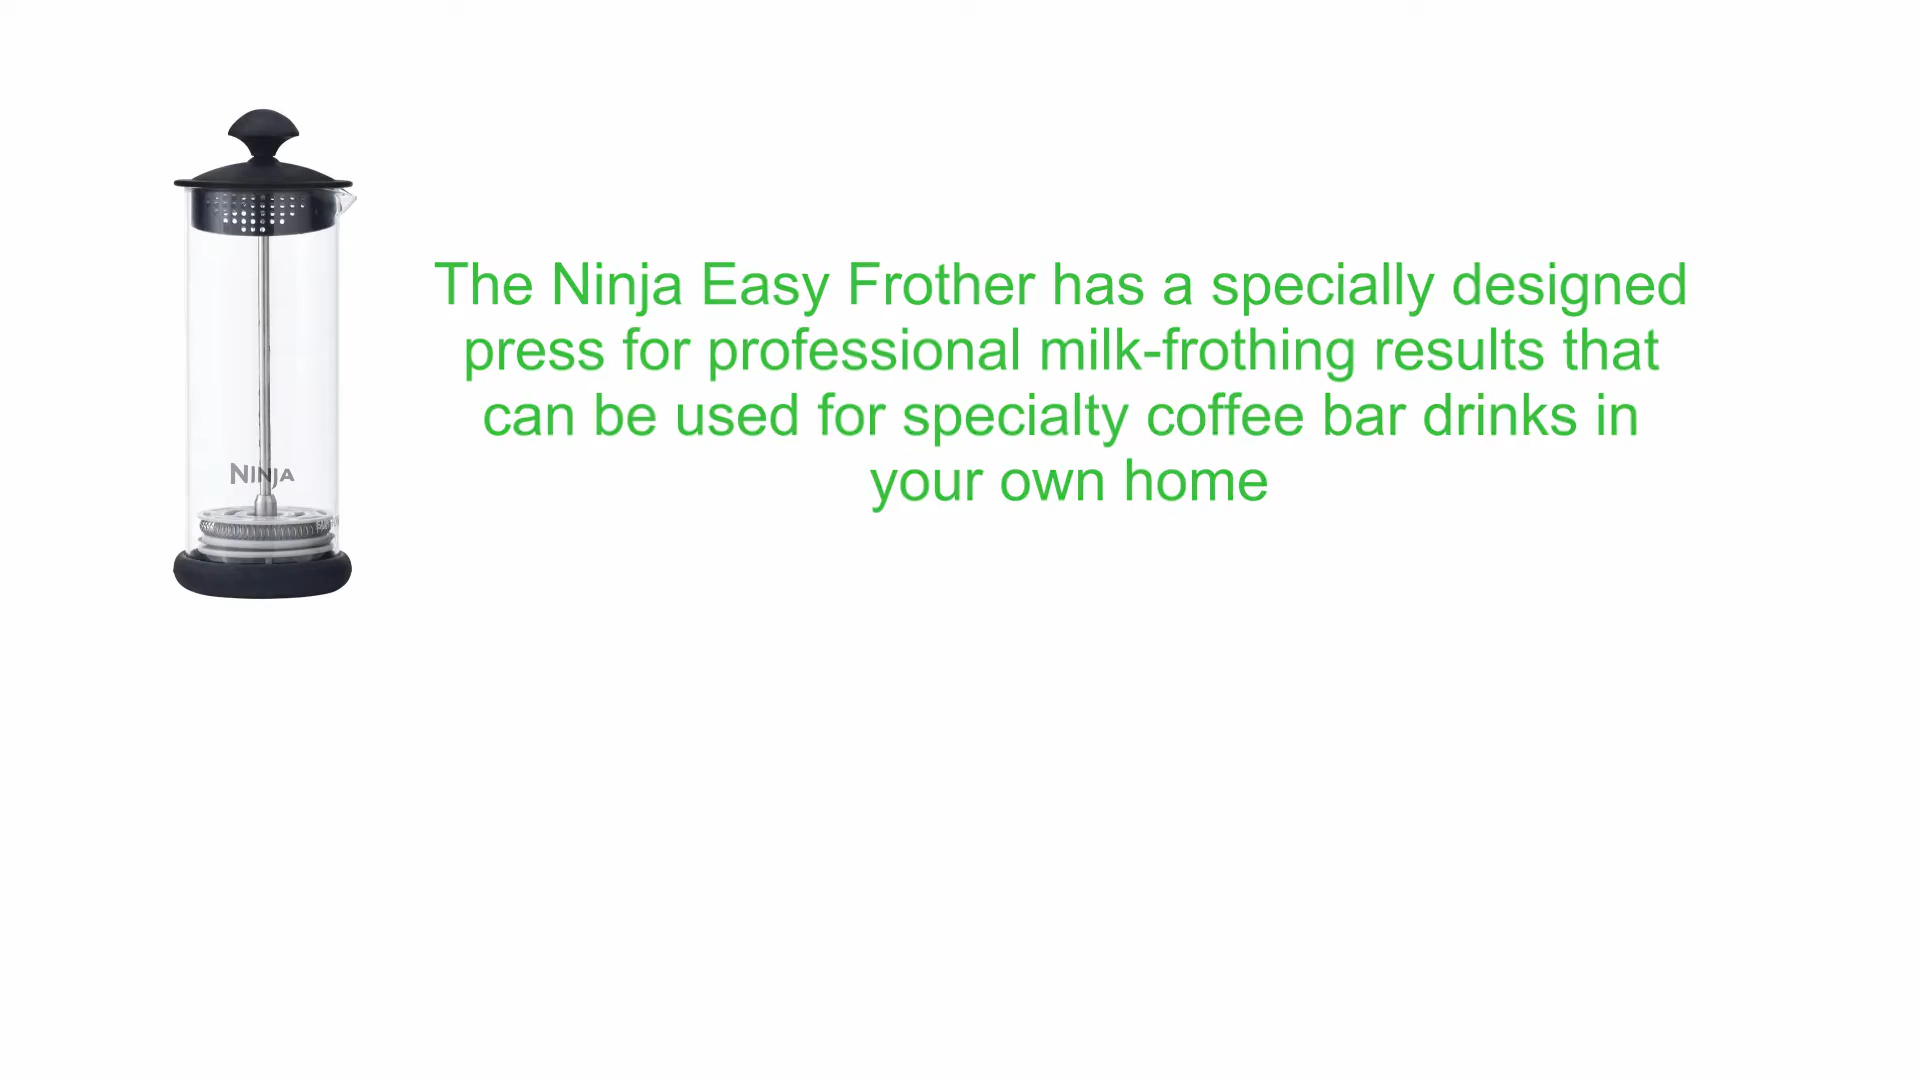 The Ninja Easy Frother has a specially designed
press for professional milk-frothing results that
can be used for specialty coffee bar drinks in
your own home
NINJA